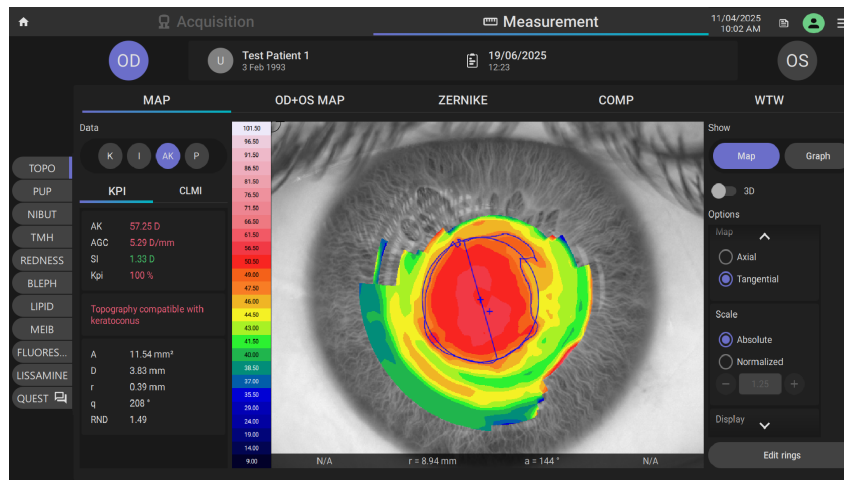 Acquisition
Measurement
11/04/2025
10:02 AM
OD
U
Test Patient 1
3 Feb 1993
19/06/2025
12:23
OS
MAP
OD+OS MAP
ZERNIKE
COMP
WTW
TOPO
PUP
NIBUT
TMH
REDNESS
BLEPH
LIPID
MEIB
FLUORES...
LISSAMINE
QUEST
Data
K I AK P
KPI
CLMI
AK 57.25 D
AGC 5.29 D/mm
SI 1.33 D
Kpi 100 %
Topography compatible with
keratoconus
A 11.54 mm²
D 3.83 mm
r 0.39 mm
q 208 °
RND 1.49
101.50
96.50
91.50
86.50
81.50
76.50
71.50
66.50
61.50
56.50
50.50
49.00
47.50
46.00
44.50
43.00
41.50
40.00
38.50
37.00
35.50
29.00
24.00
19.00
14.00
9.00
N/A
r = 8.94 mm
a = 144 °
N/A
Show
Map
Graph
3D
Options
Map
Axial
Tangential
Scale
Absolute
Normalized
1.25
Display
Edit rings